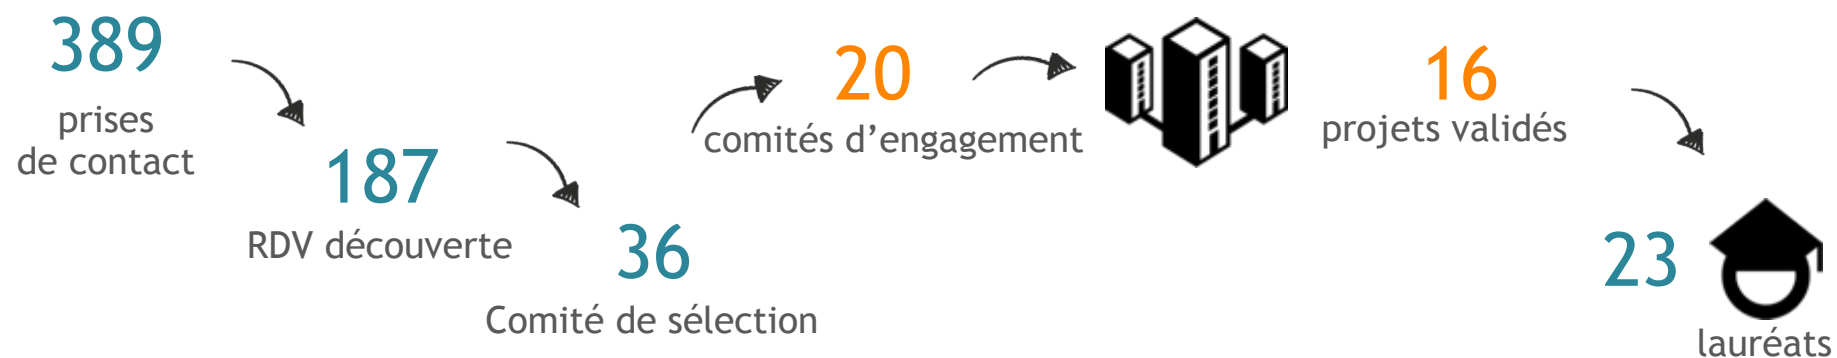 389
prises
de contact
187
RDV découverte
36
Comité de sélection
20
comités d’engagement
16
projets validés
23
lauréats